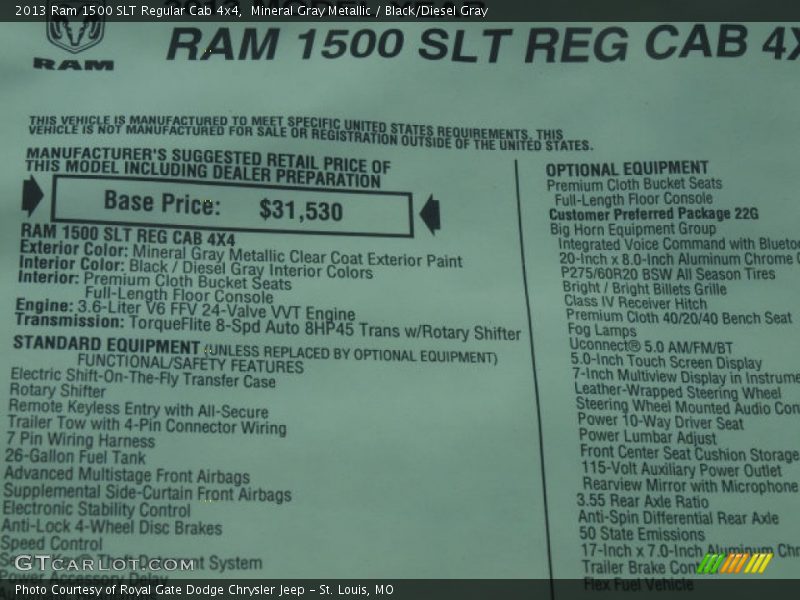 2013 Ram 1500 SLT Regular Cab 4x4,  Mineral Gray Metallic / Black/Diesel Gray
RAM
RAM 1500 SLT REG CAB 4X
THIS VEHICLE IS MANUFACTURED TO MEET SPECIFIC UNITED STATES REQUIREMENTS. THIS
VEHICLE IS NOT MANUFACTURED FOR SALE OR REGISTRATION OUTSIDE OF THE UNITED STATES.
MANUFACTURER'S SUGGESTED RETAIL PRICE OF
THIS MODEL INCLUDING DEALER PREPARATION
Base Price: $31,530
RAM 1500 SLT REG CAB 4X4
Exterior Color: Mineral Gray Metallic Clear Coat Exterior Paint
Interior Color: Black / Diesel Gray Interior Colors
Interior: Premium Cloth Bucket Seats
Full-Length Floor Console
Engine: 3.6-Liter V6 FFV 24-Valve VVT Engine
Transmission: TorqueFlite 8-Spd Auto 8HP45 Trans w/Rotary Shifter
STANDARD EQUIPMENT (UNLESS REPLACED BY OPTIONAL EQUIPMENT)
FUNCTIONAL/SAFETY FEATURES
Electric Shift-On-The-Fly Transfer Case
Rotary Shifter
Remote Keyless Entry with All-Secure
Trailer Tow with 4-Pin Connector Wiring
7 Pin Wiring Harness
26-Gallon Fuel Tank
Advanced Multistage Front Airbags
Supplemental Side-Curtain Front Airbags
Electronic Stability Control
Anti-Lock 4-Wheel Disc Brakes
Speed Control
System
Power Accessory Delay
OPTIONAL EQUIPMENT
Premium Cloth Bucket Seats
Full-Length Floor Console
Customer Preferred Package 22G
Big Horn Equipment Group
Integrated Voice Command with Bluetoo
20-Inch x 8.0-Inch Aluminum Chrome C
P275/60R20 BSW All Season Tires
Bright / Bright Billets Grille
Class IV Receiver Hitch
Premium Cloth 40/20/40 Bench Seat
Fog Lamps
Uconnect® 5.0 AM/FM/BT
5.0-Inch Touch Screen Display
7-Inch Multiview Display in Instrume
Leather-Wrapped Steering Wheel
Steering Wheel Mounted Audio Con
Power 10-Way Driver Seat
Power Lumbar Adjust
Front Center Seat Cushion Storage
115-Volt Auxiliary Power Outlet
Rearview Mirror with Microphone
3.55 Rear Axle Ratio
Anti-Spin Differential Rear Axle
50 State Emissions
17-Inch x 7.0-Inch Aluminum Chr
Trailer Brake Cont
Flex Fuel Vehicle
GTCarLot.com
Photo Courtesy of Royal Gate Dodge Chrysler Jeep – St. Louis, MO